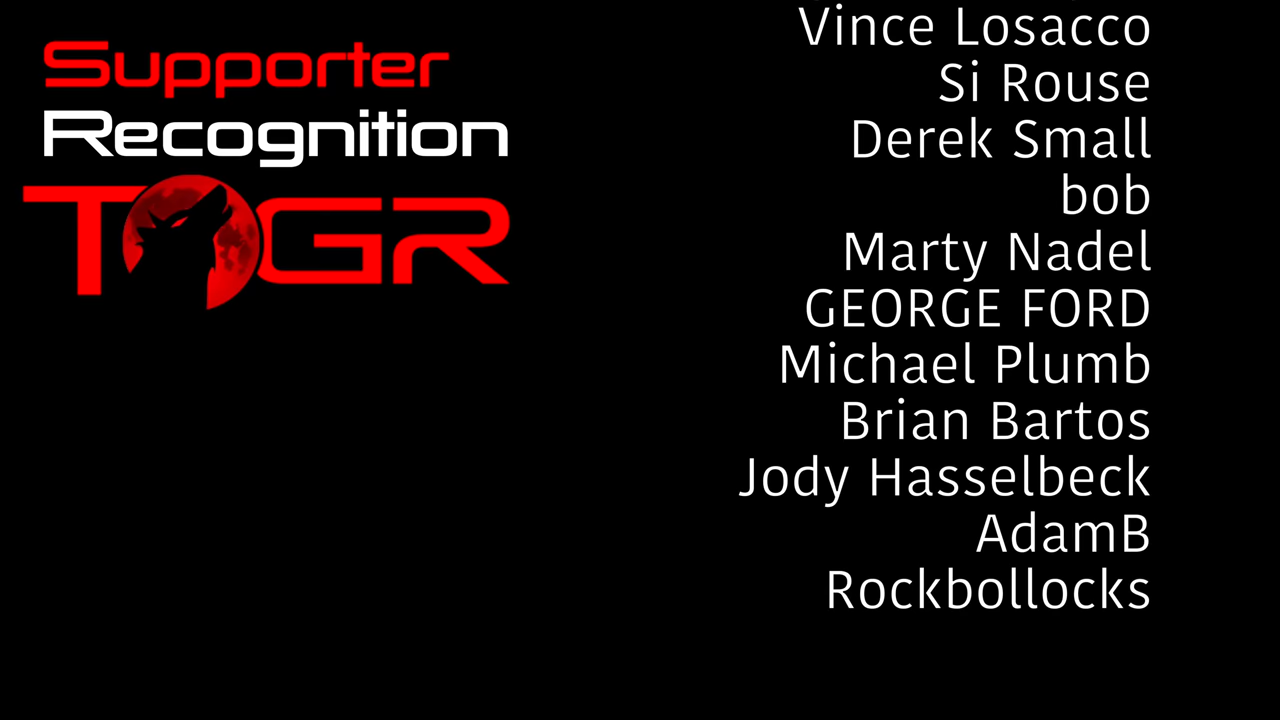 Supporter
Recognition
TOGR
Vince Losacco
Si Rouse
Derek Small
bob
Marty Nadel
GEORGE FORD
Michael Plumb
Brian Bartos
Jody Hasselbeck
AdamB
Rockbollocks